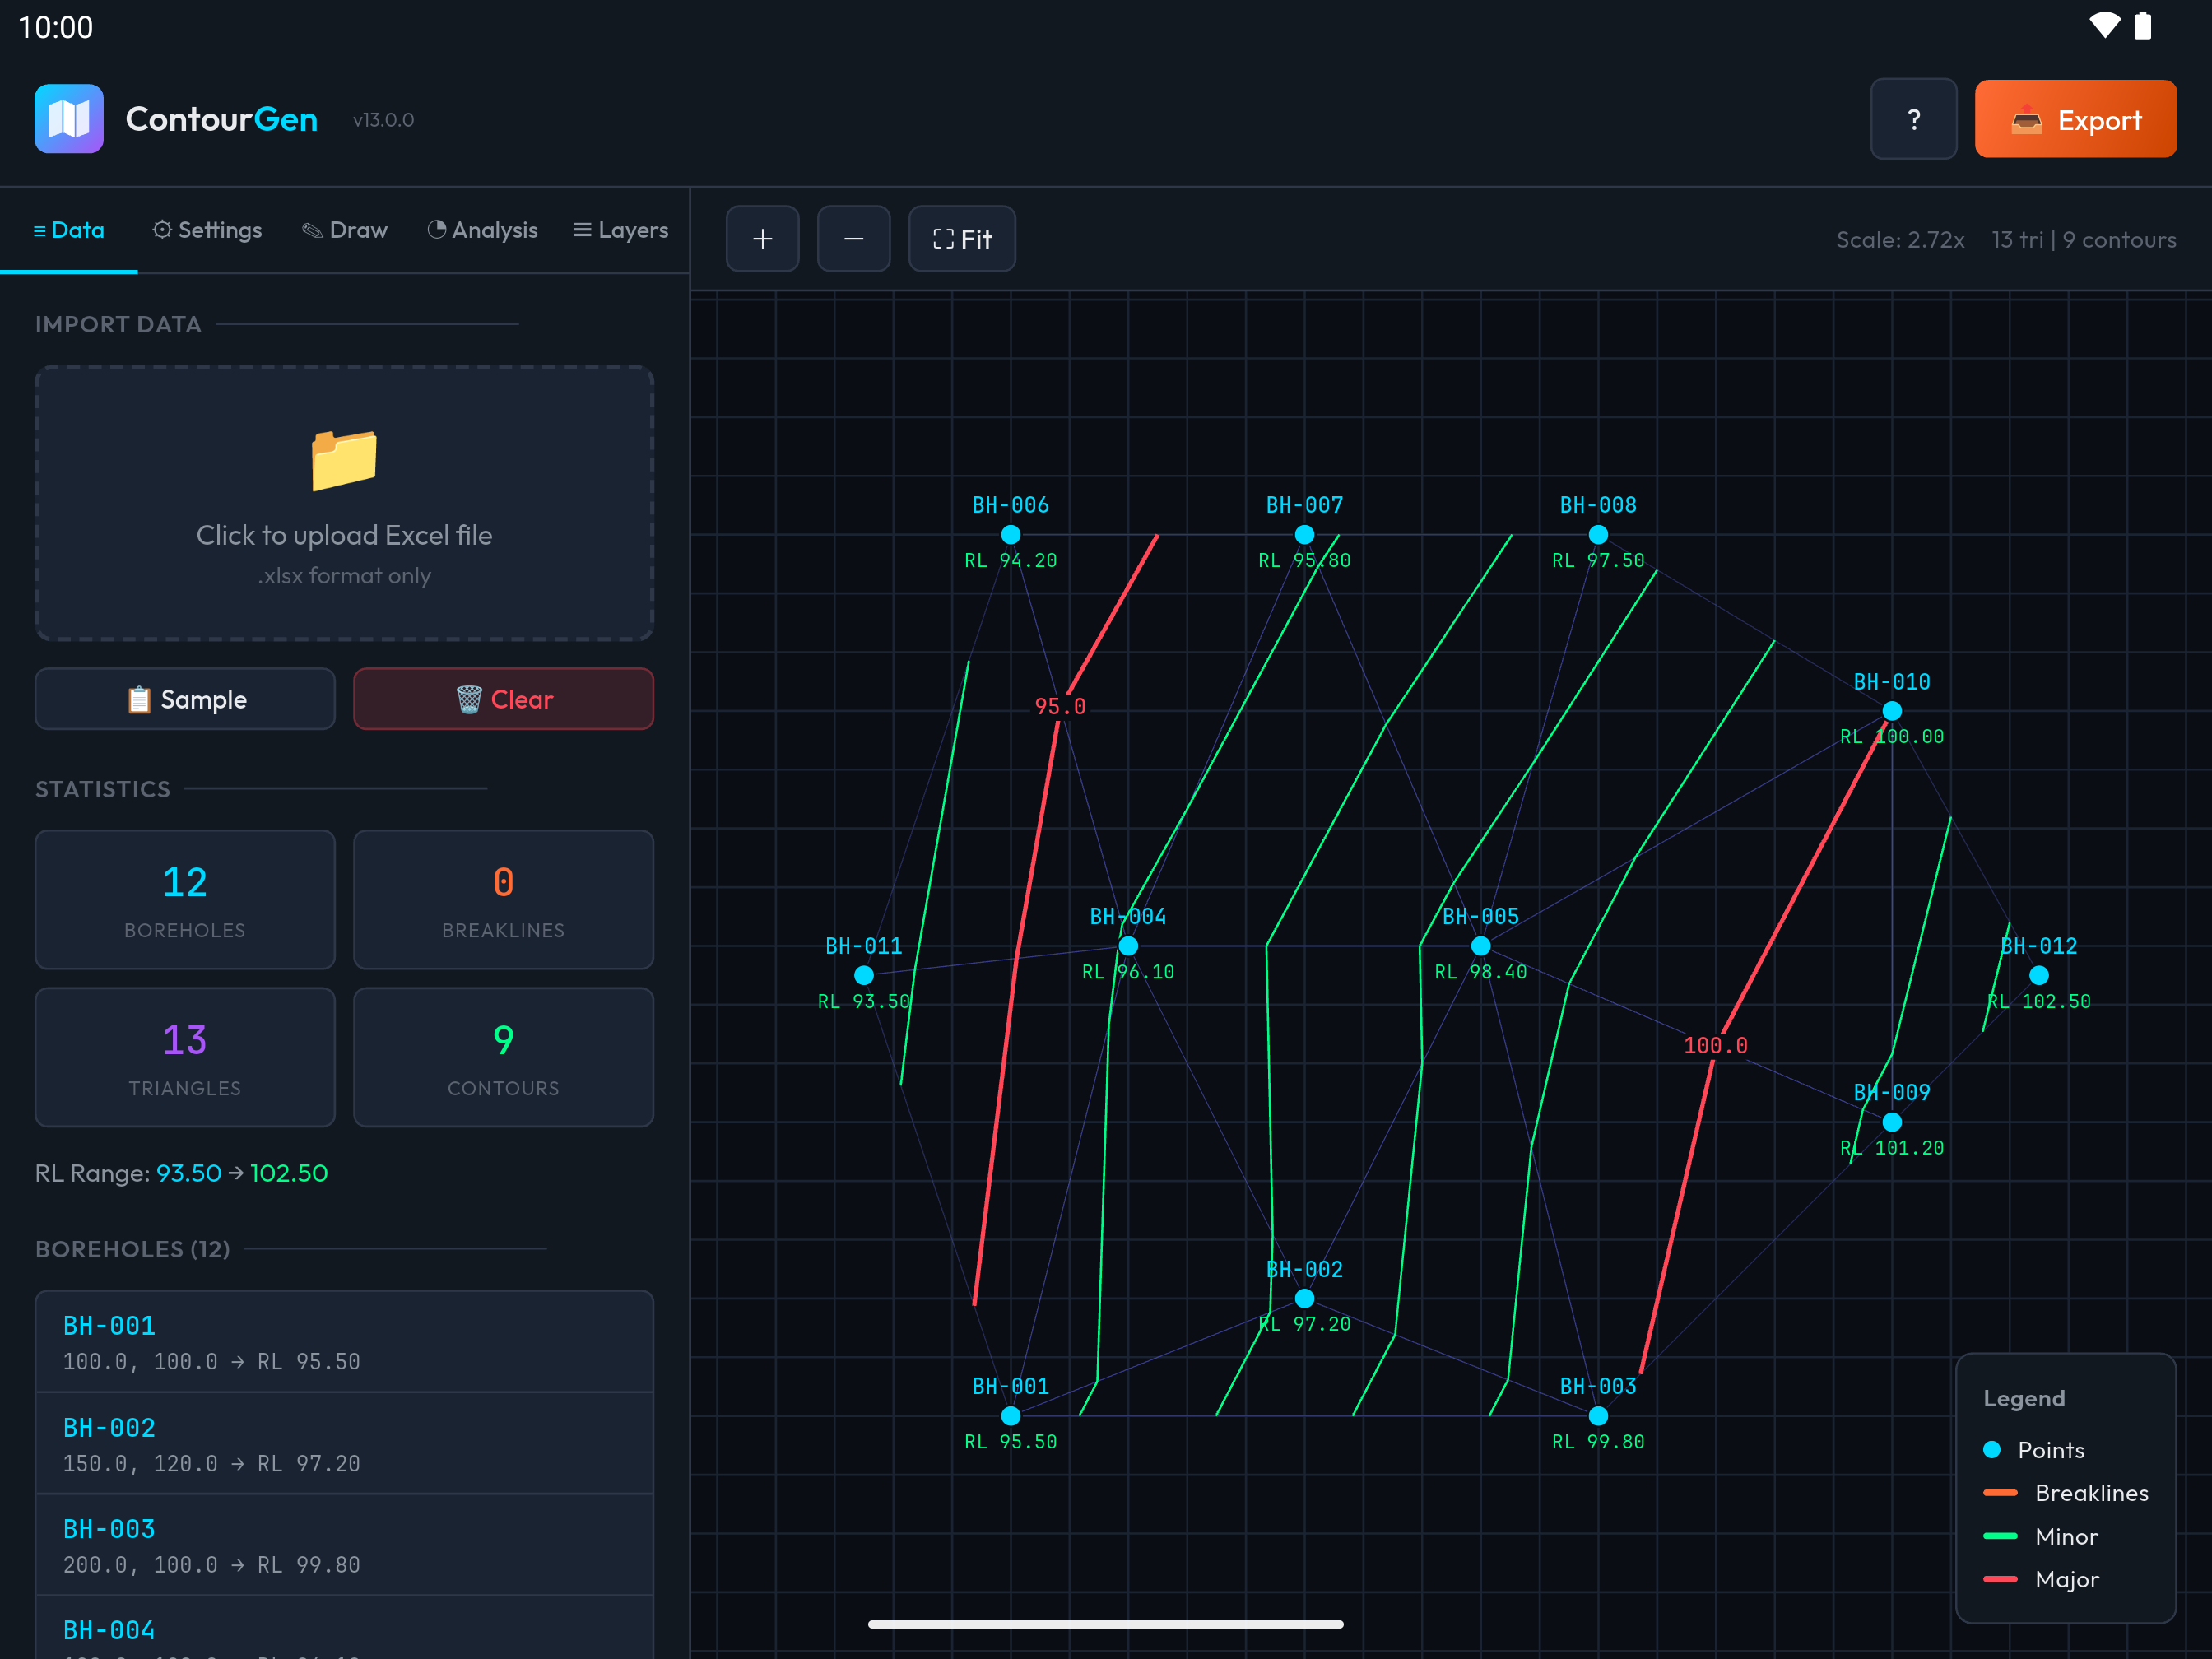 10:00
ContourGen v13.0.0
?
Export
Data Settings Draw Analysis Layers
+ − Fit
Scale: 2.72x 13 tri | 9 contours
IMPORT DATA
Click to upload Excel file
.xlsx format only
Sample
Clear
STATISTICS
12
BOREHOLES
0
BREAKLINES
13
TRIANGLES
9
CONTOURS
RL Range: 93.50 → 102.50
BOREHOLES (12)
BH-001
100.0, 100.0 → RL 95.50
BH-002
150.0, 120.0 → RL 97.20
BH-003
200.0, 100.0 → RL 99.80
BH-004
BH-006
RL 94.20
BH-007
RL 95.80
BH-008
RL 97.50
BH-010
RL 100.00
95.0
BH-004
RL 96.10
BH-005
RL 98.40
BH-011
RL 93.50
BH-012
RL 102.50
100.0
BH-009
RL 101.20
BH-002
RL 97.20
BH-001
RL 95.50
BH-003
RL 99.80
Legend
Points
Breaklines
Minor
Major